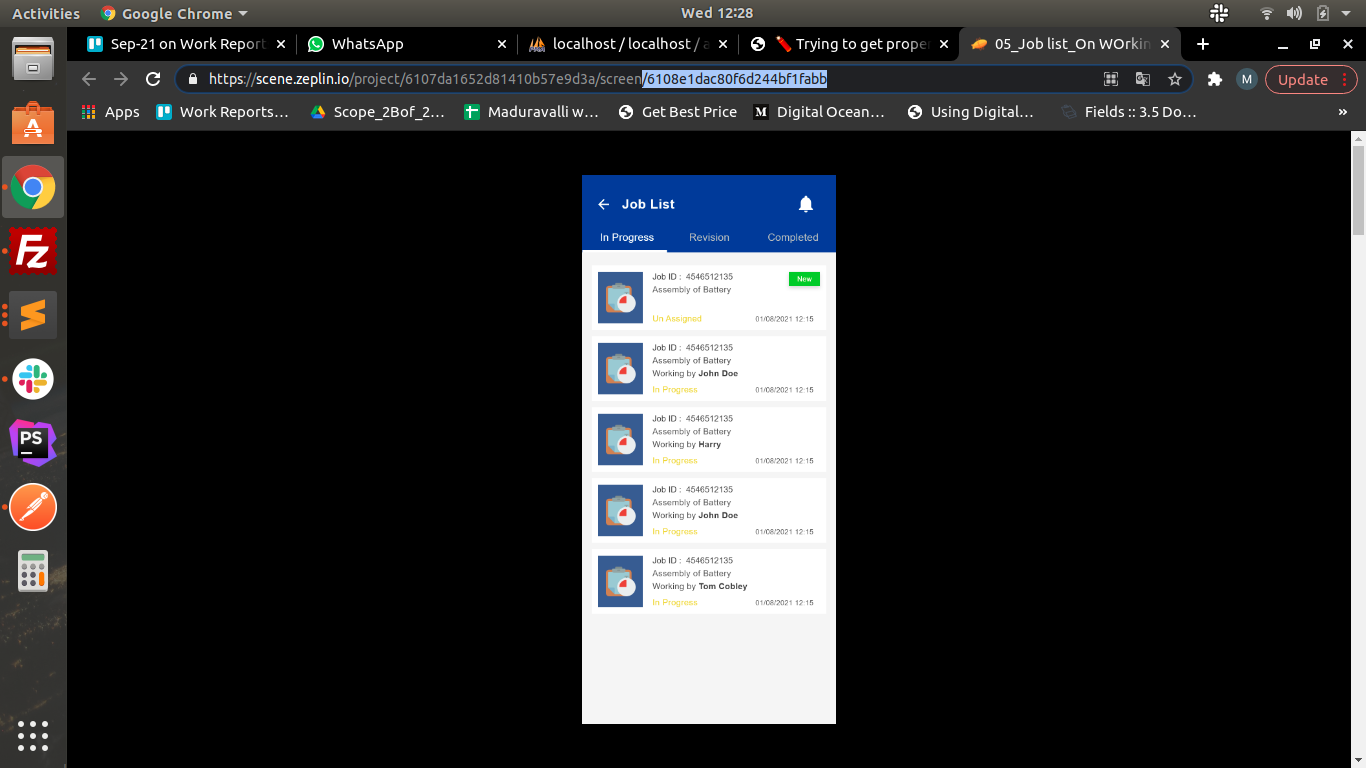 Activities Google Chrome Wed 12:28
Sep-21 on Work Report WhatsApp localhost / localhost / a Trying to get prope 05_Job list_On WOrkin
https://scene.zeplin.io/project/6107da1652d81410b57e9d3a/screen/6108e1dac80f6d244bf1fabb M Update
Apps Work Reports... Scope_2Bof_2... Maduravalli w... Get Best Price Digital Ocean... Using Digital... Fields :: 3.5 Do... »
Job List
In Progress Revision Completed
Job ID : 4546512135 New
Assembly of Battery
Un Assigned 01/08/2021 12:15
Job ID : 4546512135
Assembly of Battery
Working by John Doe
In Progress 01/08/2021 12:15
Job ID : 4546512135
Assembly of Battery
Working by Harry
In Progress 01/08/2021 12:15
Job ID : 4546512135
Assembly of Battery
Working by John Doe
In Progress 01/08/2021 12:15
Job ID : 4546512135
Assembly of Battery
Working by Tom Cobley
In Progress 01/08/2021 12:15
Fz
PS